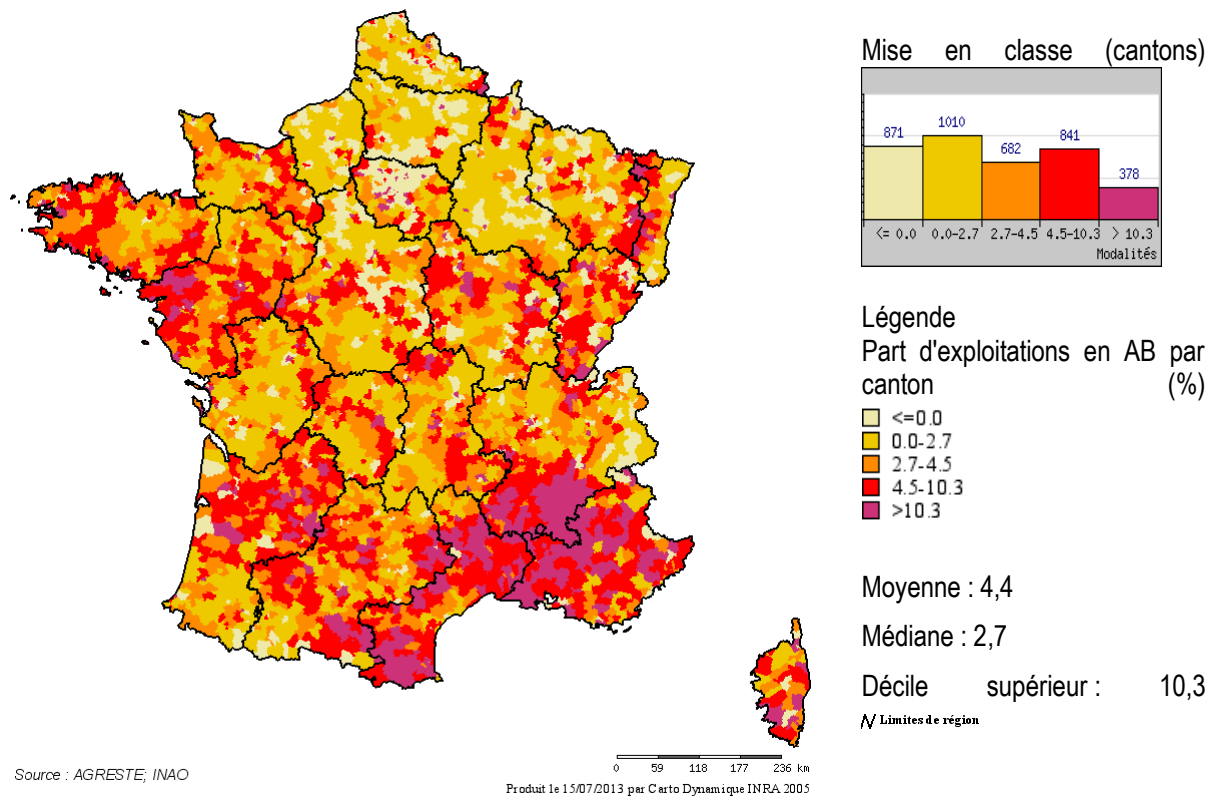 Mise en classe (cantons)
871
1010
682
841
378
<= 0.0
0.0-2.7
2.7-4.5
4.5-10.3
> 10.3
Modalités
Légende
Part d'exploitations en AB par
canton (%)
<=0.0
0.0-2.7
2.7-4.5
4.5-10.3
>10.3
Moyenne : 4,4
Médiane : 2,7
Décile supérieur : 10,3
Limites de région
0 59 118 177 236 km
Source : AGRESTE; INAO
Produit le 15/07/2013 par Carto Dynamique INRA 2005